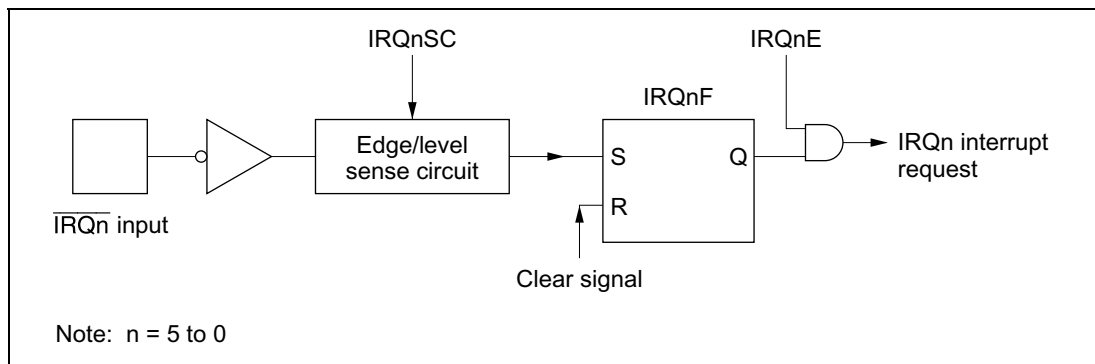 IRQnSC
IRQnE
IRQnF
Edge/level
sense circuit
S
Q
R
IRQn interrupt
request
IRQn input
Clear signal
Note: n = 5 to 0